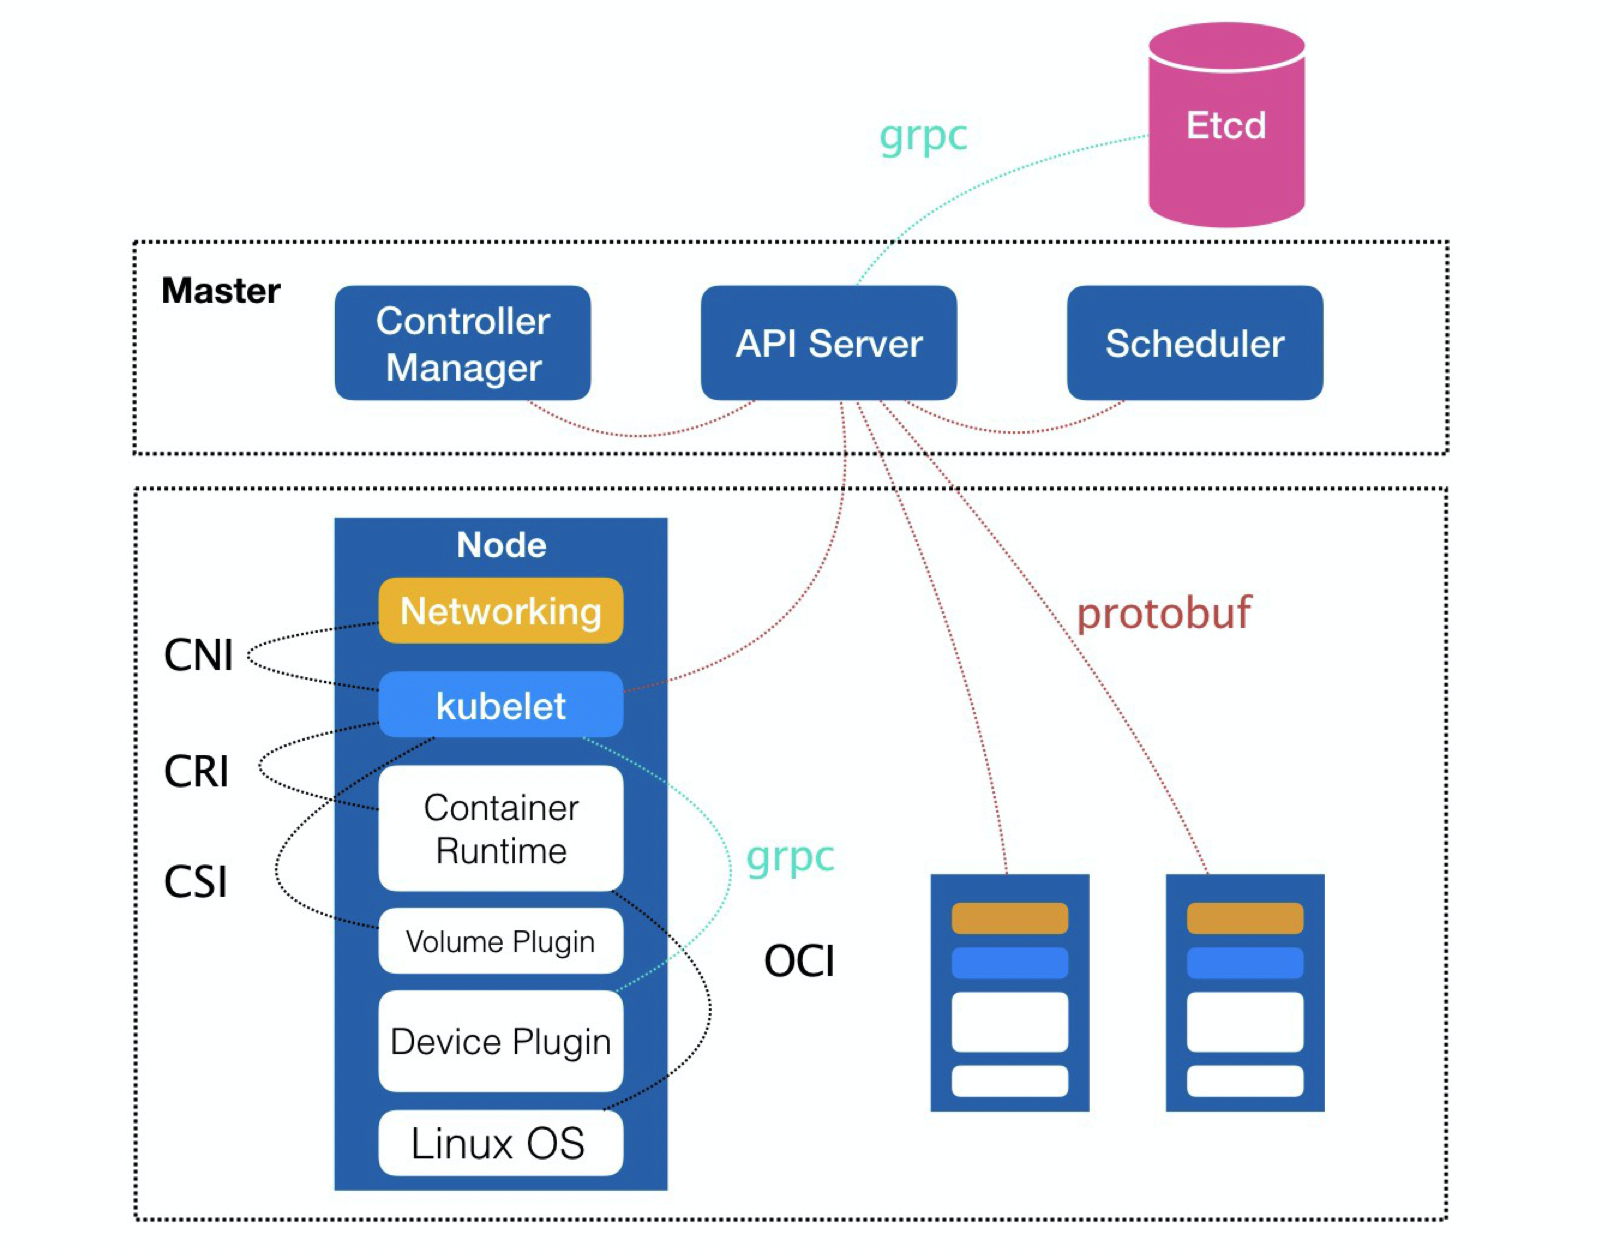 Etcd
grpc
Master
Controller
Manager
API Server
Scheduler
Node
Networking
CNI
kubelet
protobuf
CRI
Container
Runtime
grpc
CSI
Volume Plugin
OCI
Device Plugin
Linux OS